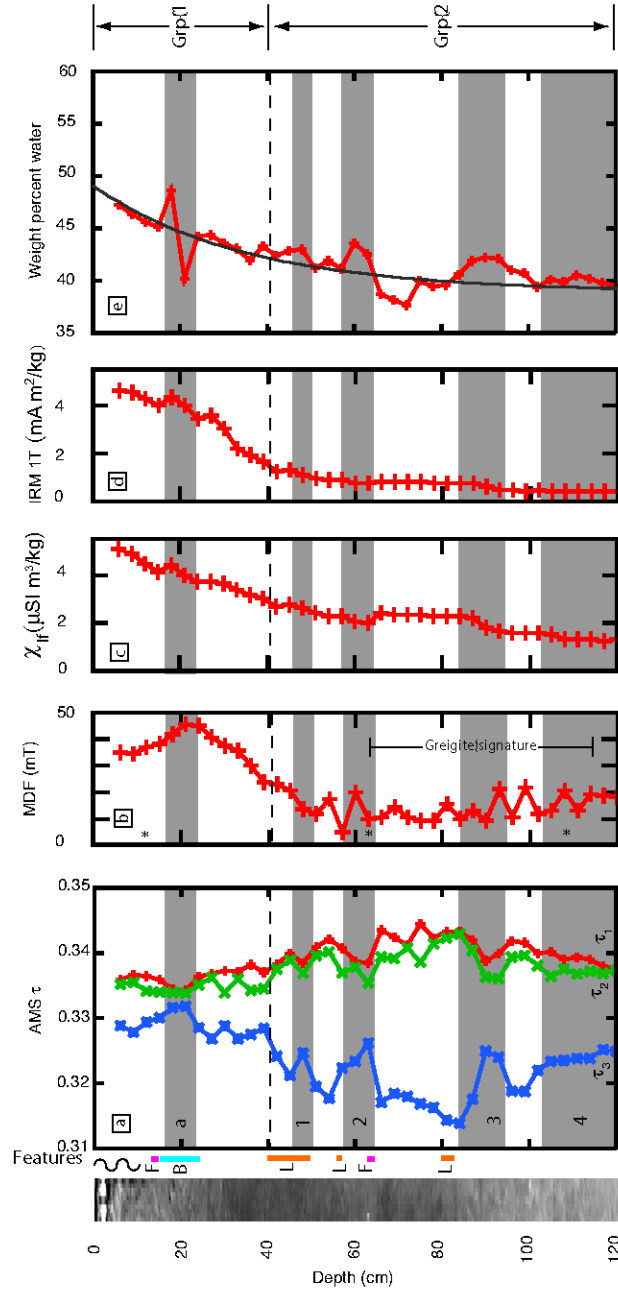 Grp.1
Grp.2
Weight percent water
60
55
50
45
40
35
e
IRM 1T (mA m²/kg)
4
2
0
d
χlf(µSI m³/kg)
4
2
0
c
MDF (mT)
50
0
b
Greigite signature
*
*
*
AMS τ
0.35
0.34
0.33
0.32
0.31
τ1
τ2
τ3
a
a
1
2
3
4
Features
F
B
L
L
F
L
0
20
40
60
80
100
120
Depth (cm)